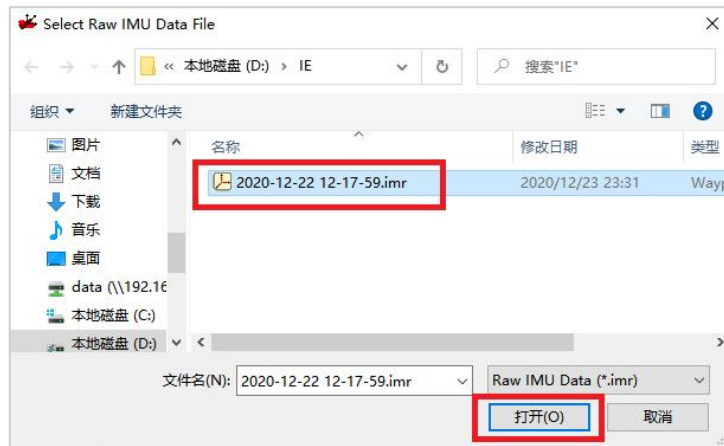 Select Raw IMU Data File
« 本地磁盘 (D:) › IE
搜索"IE"
组织
新建文件夹
名称
修改日期
类型
图片
文档
下载
音乐
桌面
data (\\192.16
本地磁盘 (C:)
本地磁盘 (D:)
2020-12-22 12-17-59.imr
2020/12/23 23:31
Wayp
文件名(N):
2020-12-22 12-17-59.imr
Raw IMU Data (*.imr)
打开(O)
取消